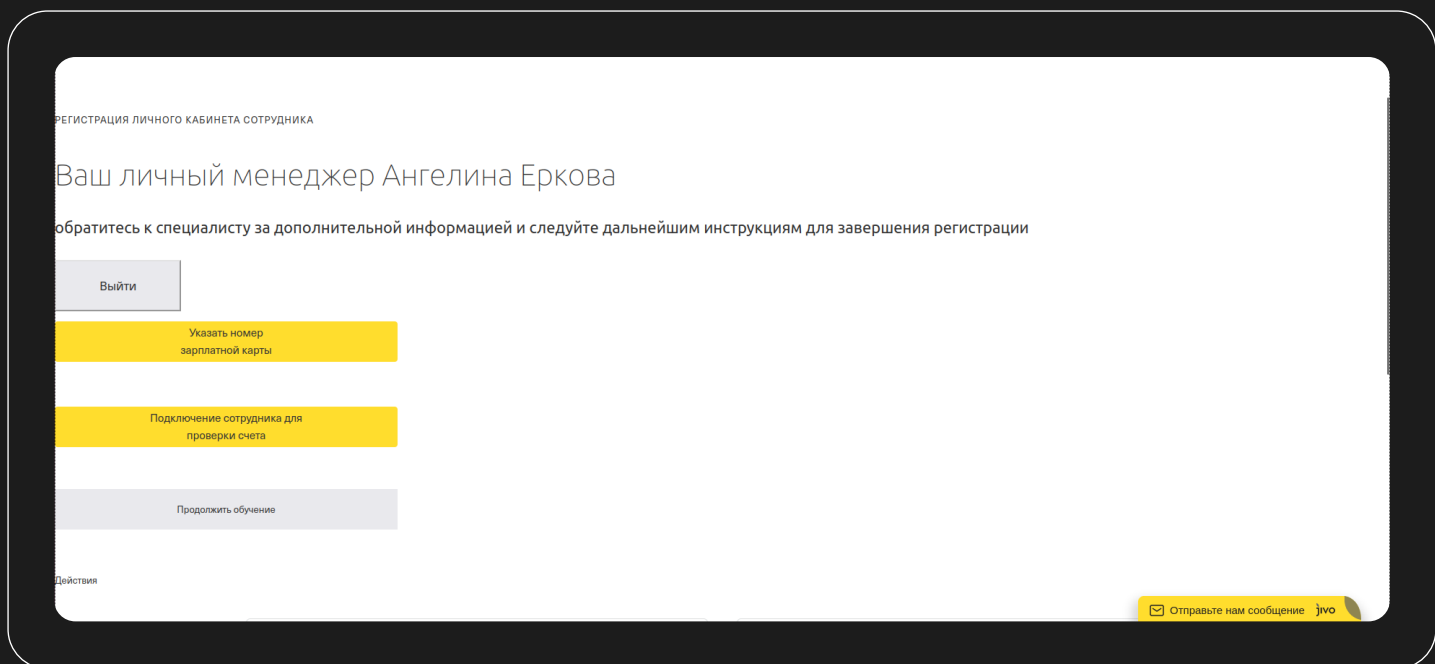 РЕГИСТРАЦИЯ ЛИЧНОГО КАБИНЕТА СОТРУДНИКА
Ваш личный менеджер Ангелина Еркова
обратитесь к специалисту за дополнительной информацией и следуйте дальнейшим инструкциям для завершения регистрации
Выйти
Указать номер
зарплатной карты
Подключение сотрудника для
проверки счета
Продолжить обучение
Действия
Отправьте нам сообщение jivo